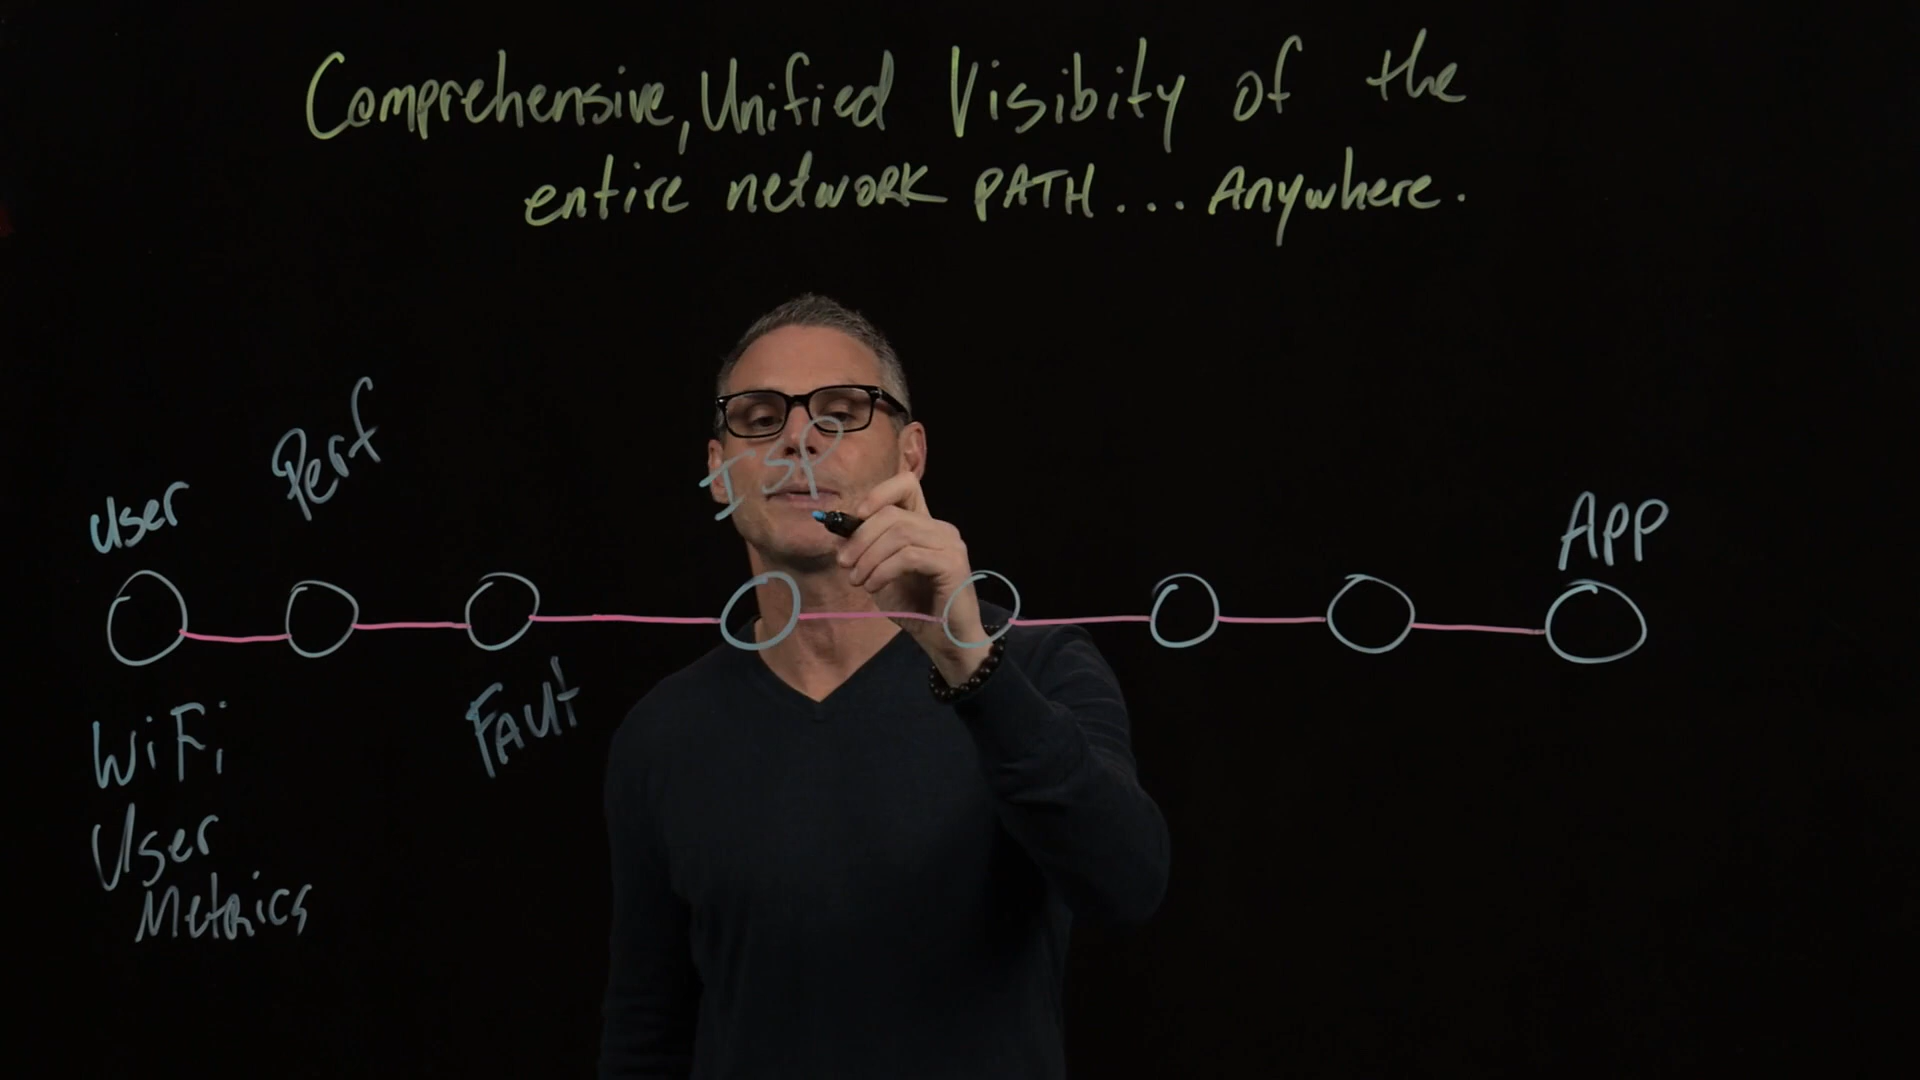 Comprehensive, Unified Visibity of the
entire network PATH... Anywhere.
User
Perf
ISP
App
WiFi
Fault
User
Metrics